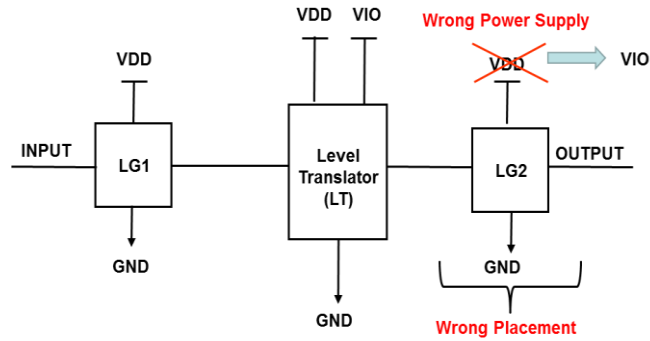 VDD
VIO
Wrong Power Supply
VDD
VDD
VIO
INPUT
LG1
Level
Translator
(LT)
LG2
OUTPUT
GND
GND
GND
Wrong Placement